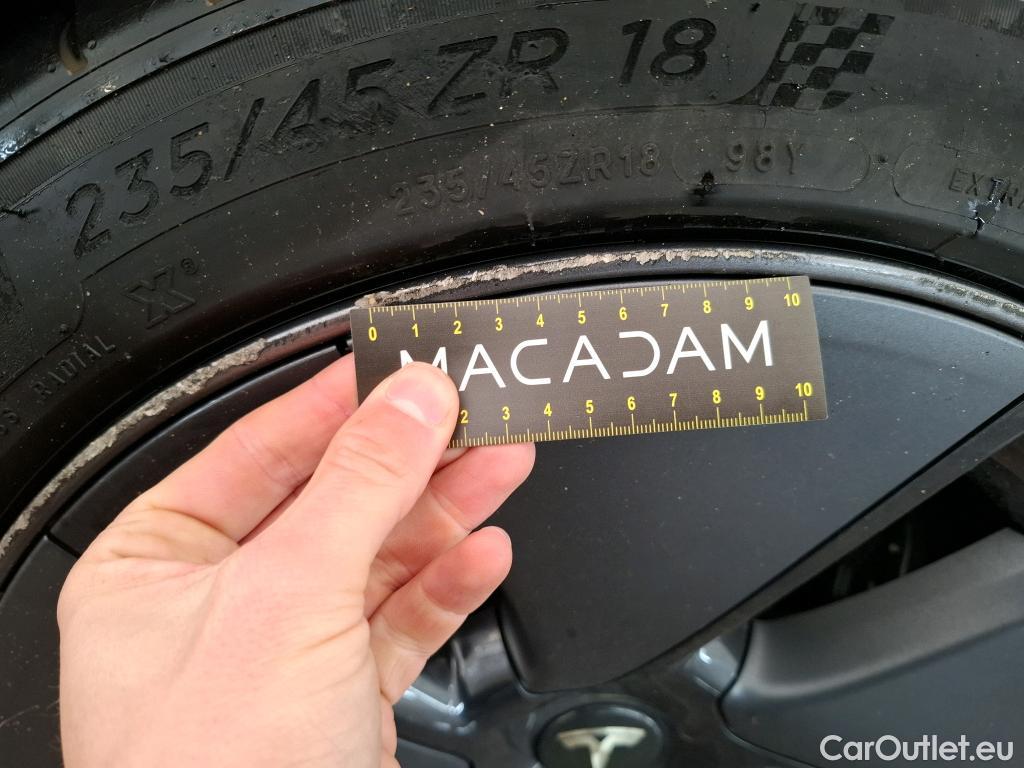 235/45 ZR 18
235/45ZR18 98Y EXTRA
X®
SS RADIAL
0 1 2 3 4 5 6 7 8 9 10
MACADAM
2 3 4 5 6 7 8 9 10
CarOutlet.eu